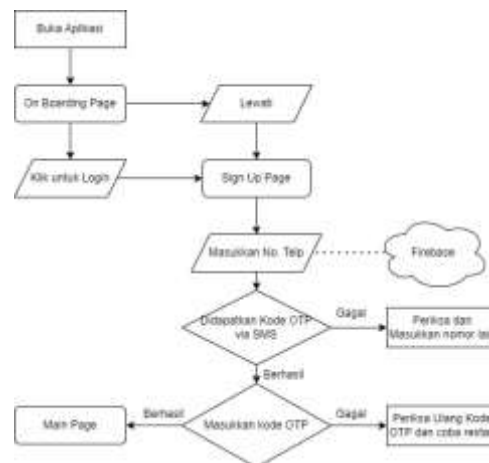 Buka Aplikasi
On Boarding Page
Lewati
Klik untuk Login
Sign Up Page
Masukkan No. Telp
Firebase
Didapatkan Kode OTP
via SMS
Gagal
Periksa dan
Masukkan nomor
Berhasil
Main Page
Berhasil
Masukkan kode OTP
Gagal
Periksa Ulang Kode
OTP dan coba